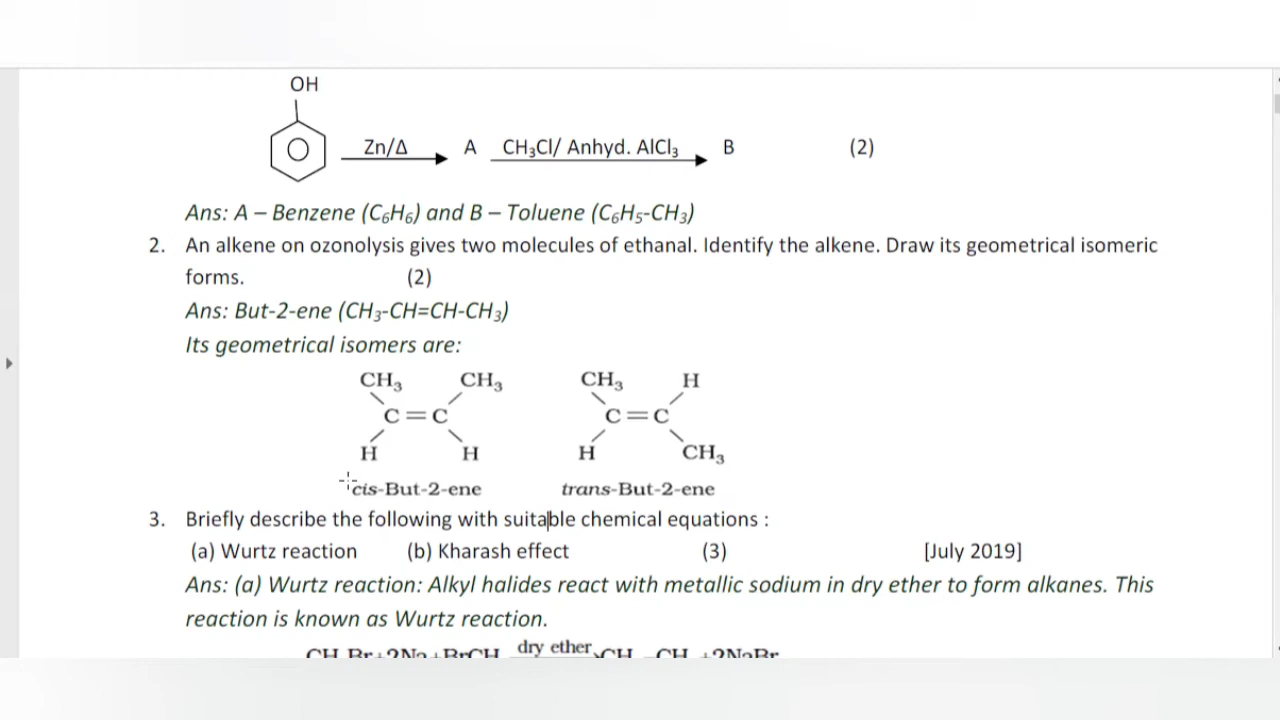 OH
Zn/Δ A CH₃Cl/ Anhyd. AlCl₃ B (2)
Ans: A – Benzene (C₆H₆) and B – Toluene (C₆H₅-CH₃)
2. An alkene on ozonolysis gives two molecules of ethanal. Identify the alkene. Draw its geometrical isomeric
forms. (2)
Ans: But-2-ene (CH₃-CH=CH-CH₃)
Its geometrical isomers are:
CH₃ CH₃ CH₃ H
C=C C=C
H H H CH₃
cis-But-2-ene trans-But-2-ene
3. Briefly describe the following with suitable chemical equations :
(a) Wurtz reaction (b) Kharash effect (3) [July 2019]
Ans: (a) Wurtz reaction: Alkyl halides react with metallic sodium in dry ether to form alkanes. This
reaction is known as Wurtz reaction.
dry ether